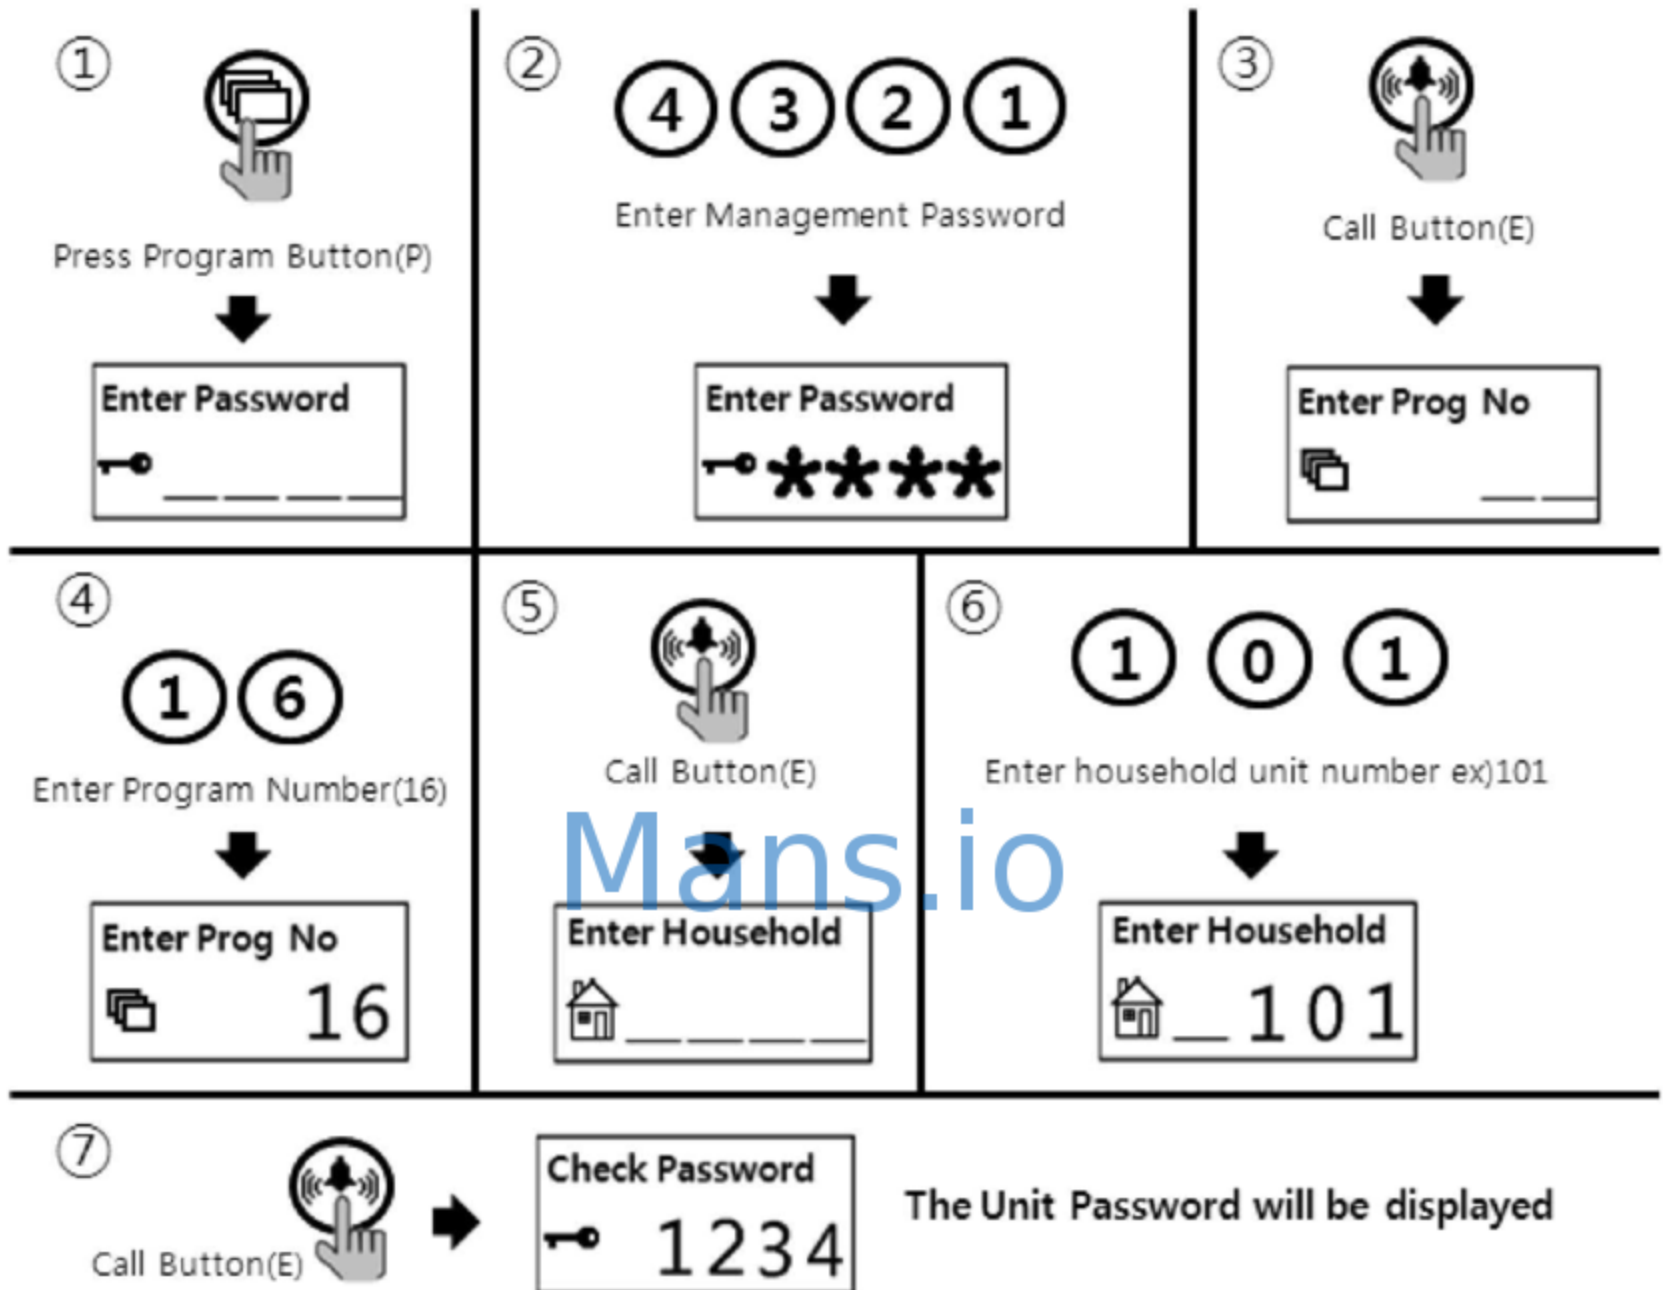 ①
Press Program Button(P)
Enter Password
②
4 3 2 1
Enter Management Password
Enter Password
****
③
Call Button(E)
Enter Prog No
④
1 6
Enter Program Number(16)
Enter Prog No
16
⑤
Call Button(E)
Enter Household
⑥
1 0 1
Enter household unit number ex)101
Enter Household
_ 1 0 1
Mans.io
⑦
Call Button(E)
Check Password
1234
The Unit Password will be displayed